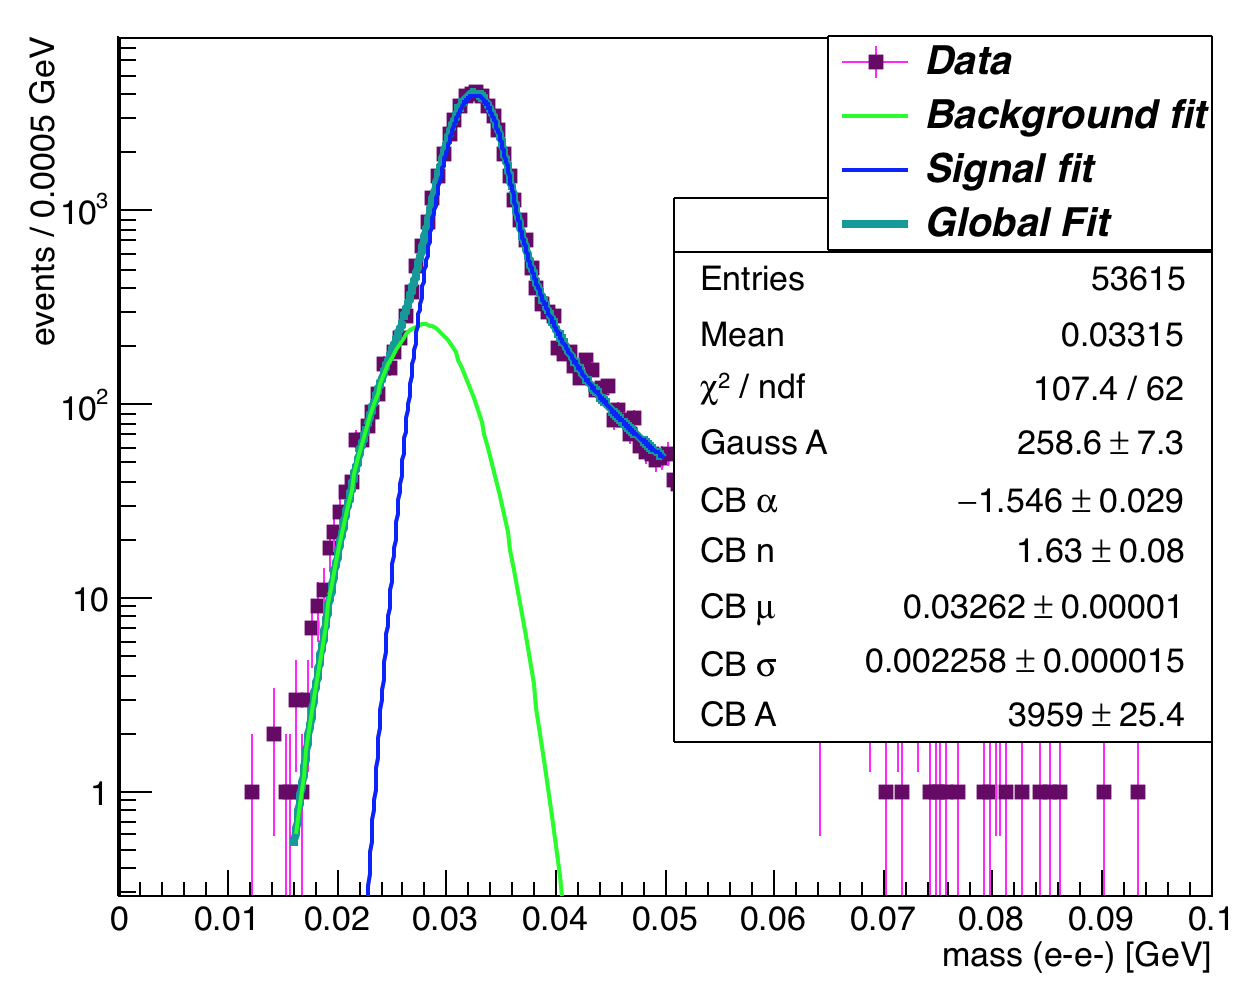 events / 0.0005 GeV
Data
Background fit
Signal fit
Global Fit
Entries 53615
Mean 0.03315
χ² / ndf 107.4 / 62
Gauss A 258.6 ± 7.3
CB α −1.546 ± 0.029
CB n 1.63 ± 0.08
CB μ 0.03262 ± 0.00001
CB σ 0.002258 ± 0.000015
CB A 3959 ± 25.4
10³
10²
10
1
0 0.01 0.02 0.03 0.04 0.05 0.06 0.07 0.08 0.09 0.1
mass (e-e-) [GeV]